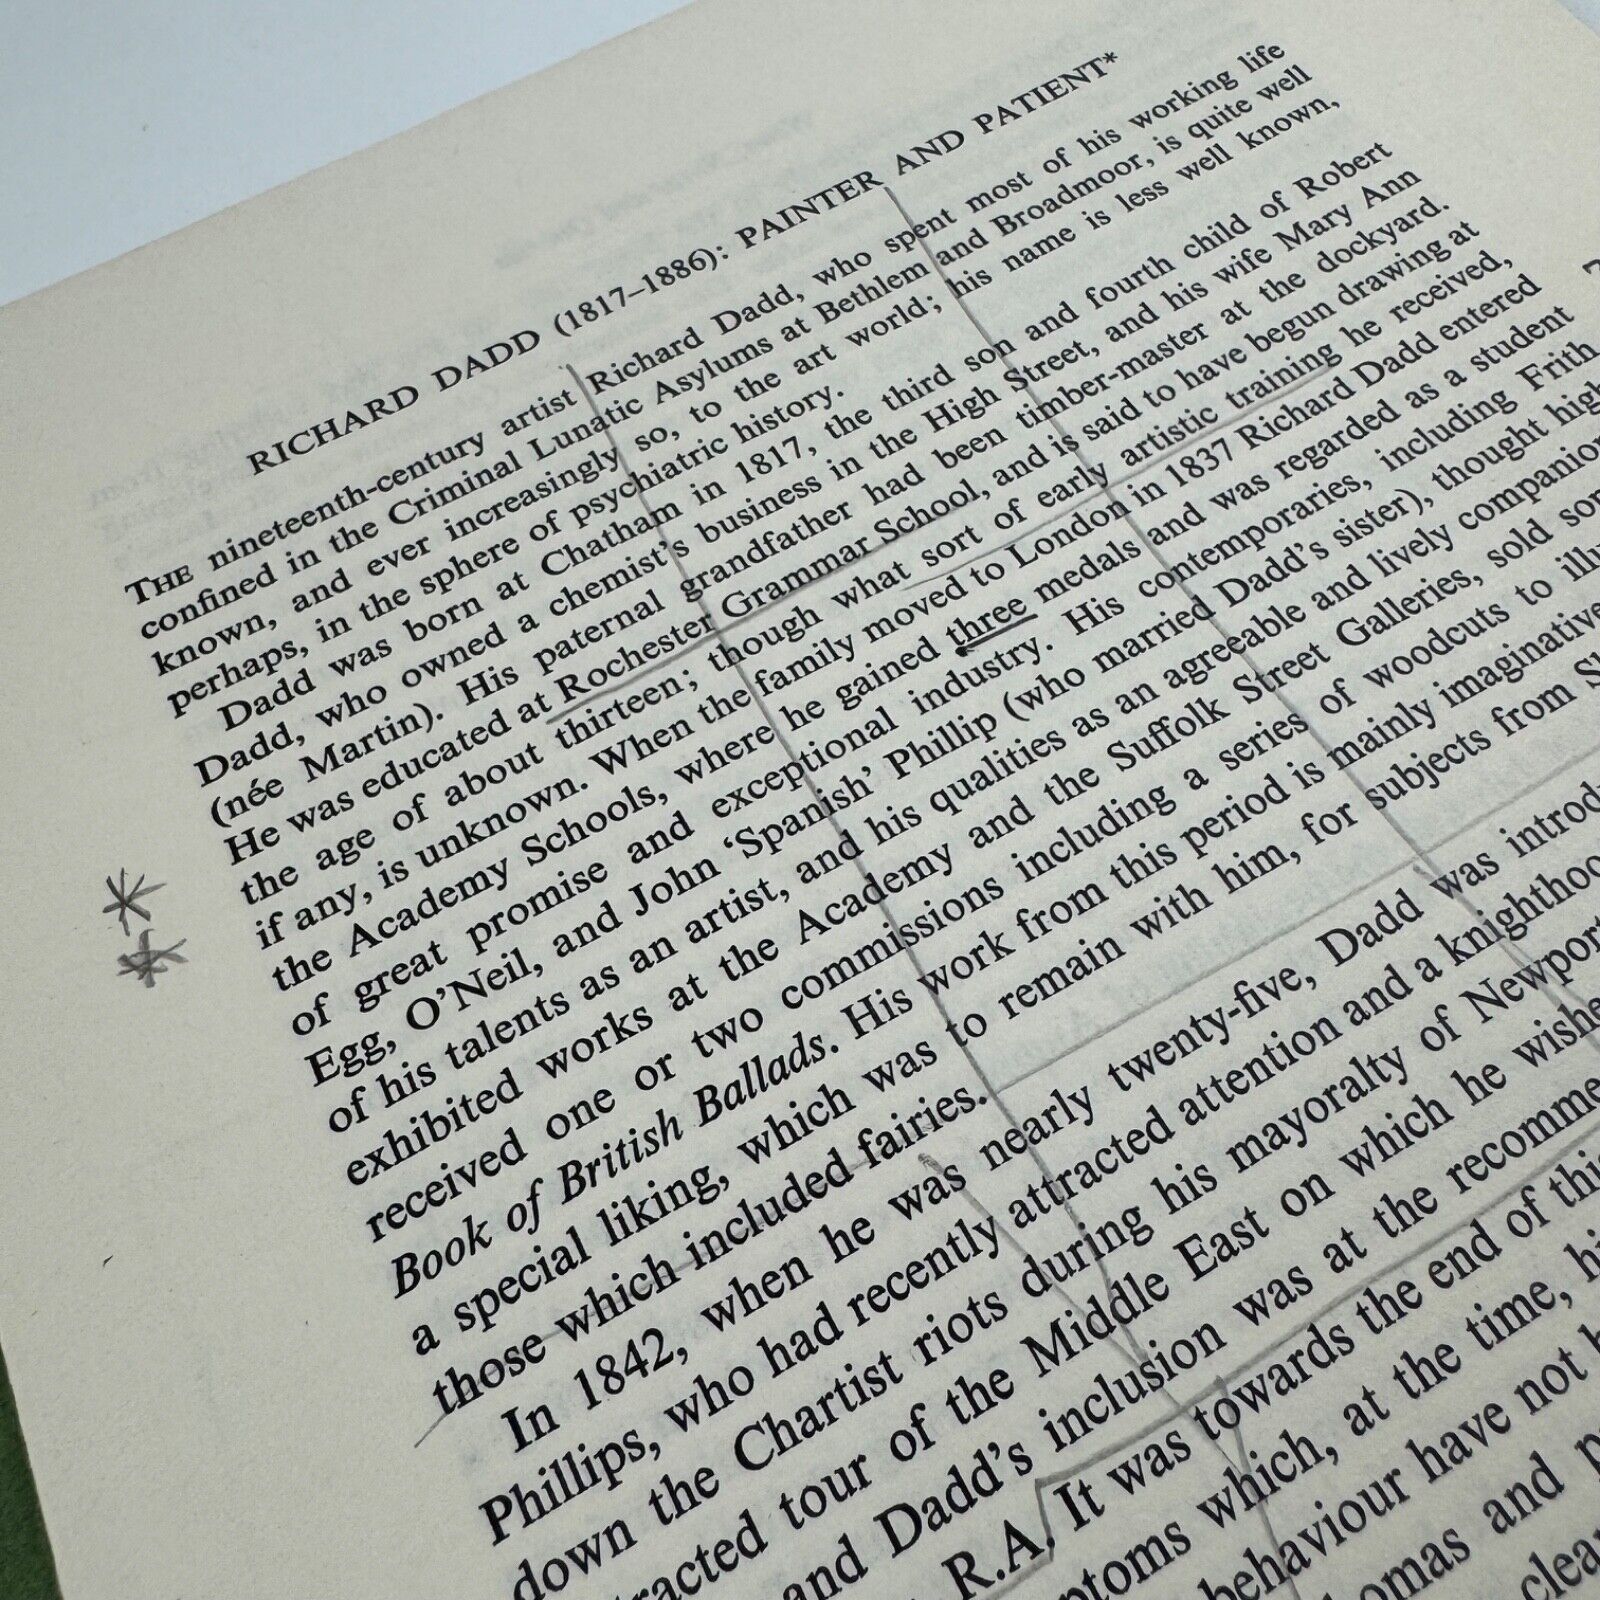 RICHARD DADD (1817–1886): PAINTER AND PATIENT*
THE nineteenth-century artist Richard Dadd, who spent most of his working life
confined in the Criminal Lunatic Asylums at Bethlem and Broadmoor, is quite well
known, and ever increasingly so, to the art world; his name is less well known,
perhaps, in the sphere of psychiatric history.
Dadd was born at Chatham in 1817, the third son and fourth child of Robert
Dadd, who owned a chemist's business in the High Street, and his wife Mary Ann
(née Martin). His paternal grandfather had been timber-master at the dockyard.
He was educated at Rochester Grammar School, and is said to have begun drawing at
the age of about thirteen; though what sort of early artistic training he received,
if any, is unknown. When the family moved to London in 1837 Richard Dadd entered
the Academy Schools, where he gained three medals and was regarded as a student
of great promise and exceptional industry. His contemporaries, including Frith
Egg, O'Neil, and John 'Spanish' Phillip (who married Dadd's sister), thought
of his talents as an artist, and his qualities as an agreeable and lively
exhibited works at the Academy and the Suffolk Street Galleries, sold
received one or two commissions including a series of woodcuts to
Book of British Ballads. His work from this period is mainly
a special liking, which was to remain with him, for subjects from
those which included fairies.
In 1842, when he was nearly twenty-five, Dadd was
Phillips, who had recently attracted attention and a
down the Chartist riots during his mayoralty of
tour of the Middle East on which he
and Dadd's inclusion was at the
R.A. It was towards the end of
which, at the time,
behaviour have not
and